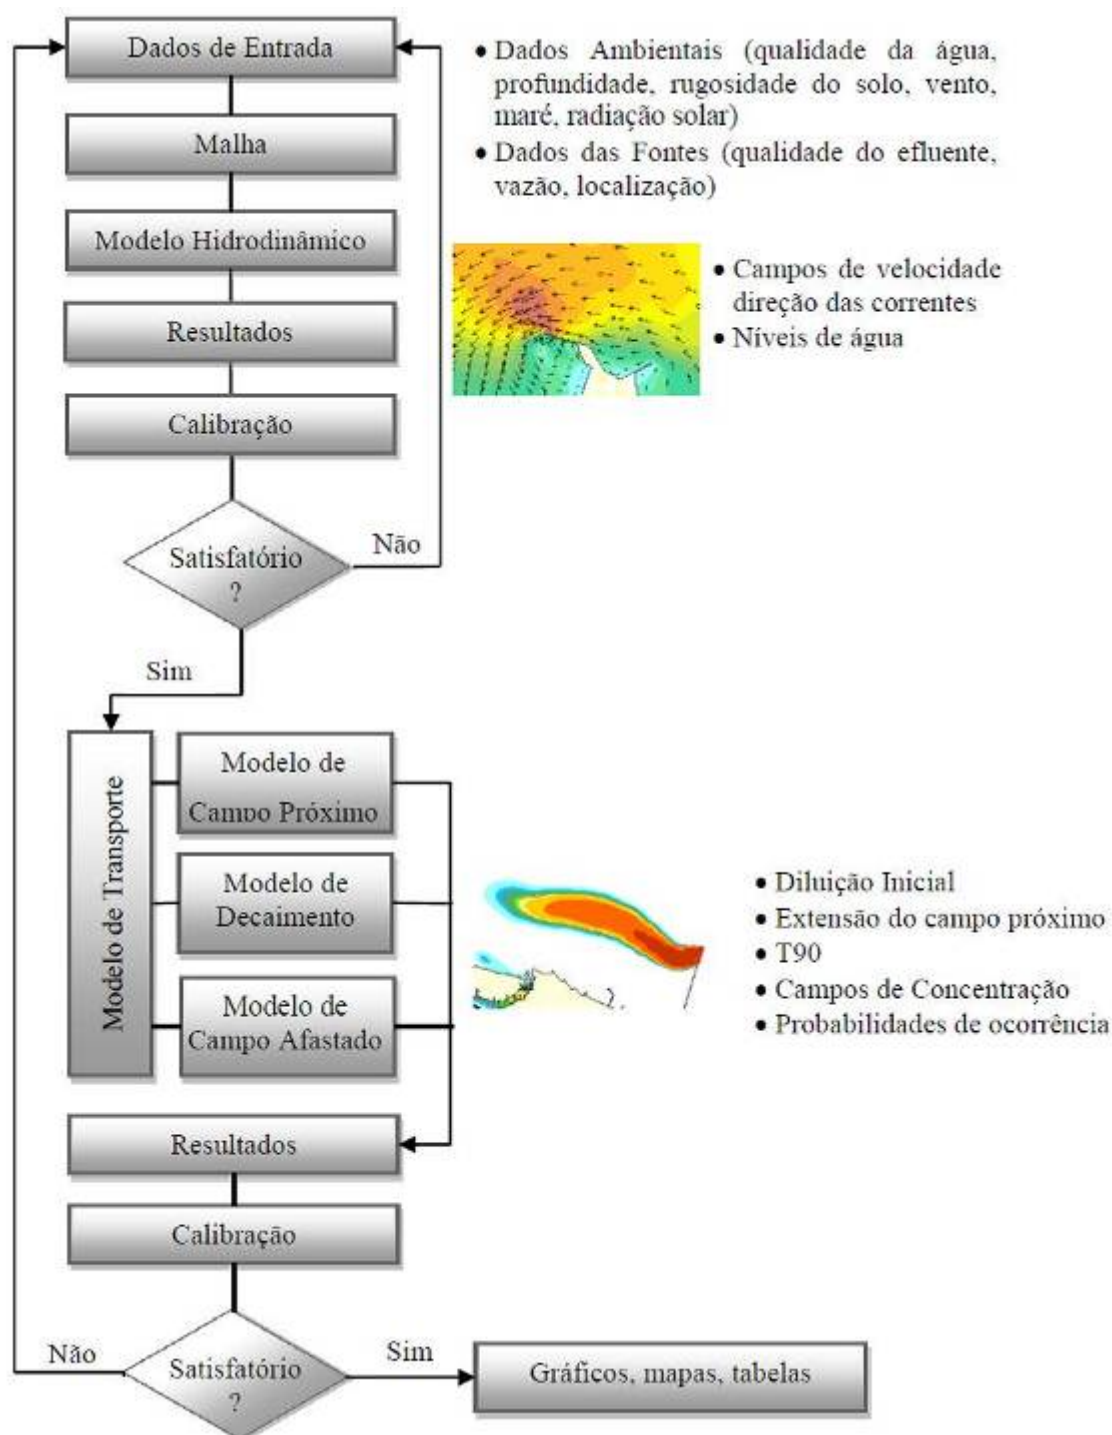 Dados de Entrada
• Dados Ambientais (qualidade da água,
profundidade, rugosidade do solo, vento,
maré, radiação solar)
• Dados das Fontes (qualidade do efluente,
vazão, localização)
Malha
Modelo Hidrodinâmico
• Campos de velocidade
direção das correntes
• Níveis de água
Resultados
Calibração
Satisfatório
?
Não
Sim
Modelo de Transporte
Modelo de
Campo Próximo
Modelo de
Decaimento
Modelo de
Campo Afastado
• Diluição Inicial
• Extensão do campo próximo
• T90
• Campos de Concentração
• Probabilidades de ocorrência
Resultados
Calibração
Não
Satisfatório
?
Sim
Gráficos, mapas, tabelas